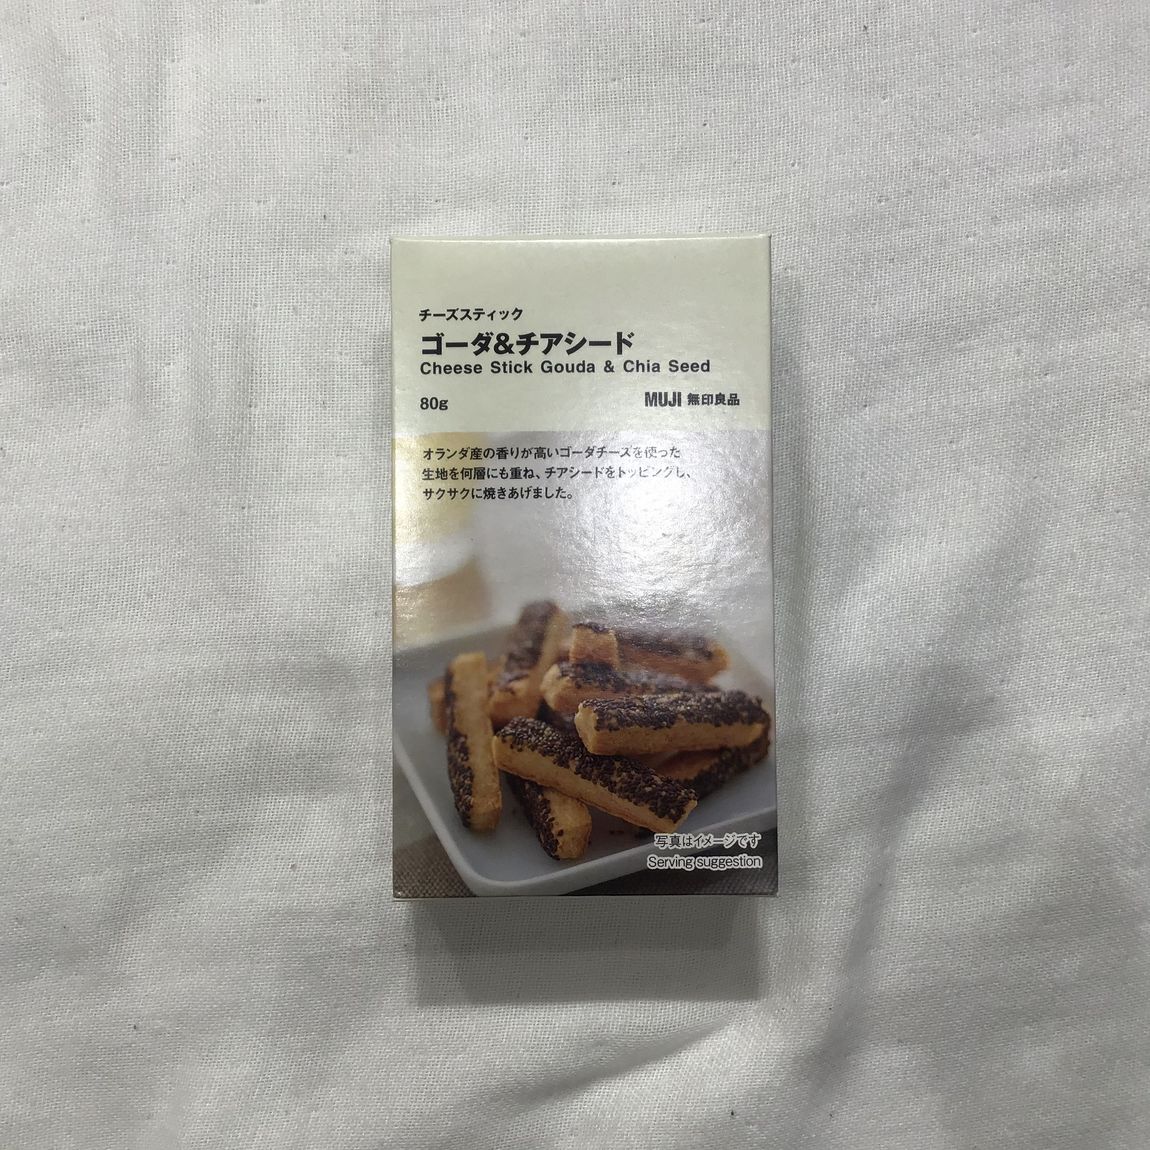 チーズスティック
ゴーダ&チアシード
Cheese Stick Gouda & Chia Seed
80g
MUJI 無印良品
オランダ産の香りが高いゴーダチーズを使った
生地を何層にも重ね、チアシードをトッピングし、
サクサクに焼きあげました。
写真はイメージです
Serving suggestion